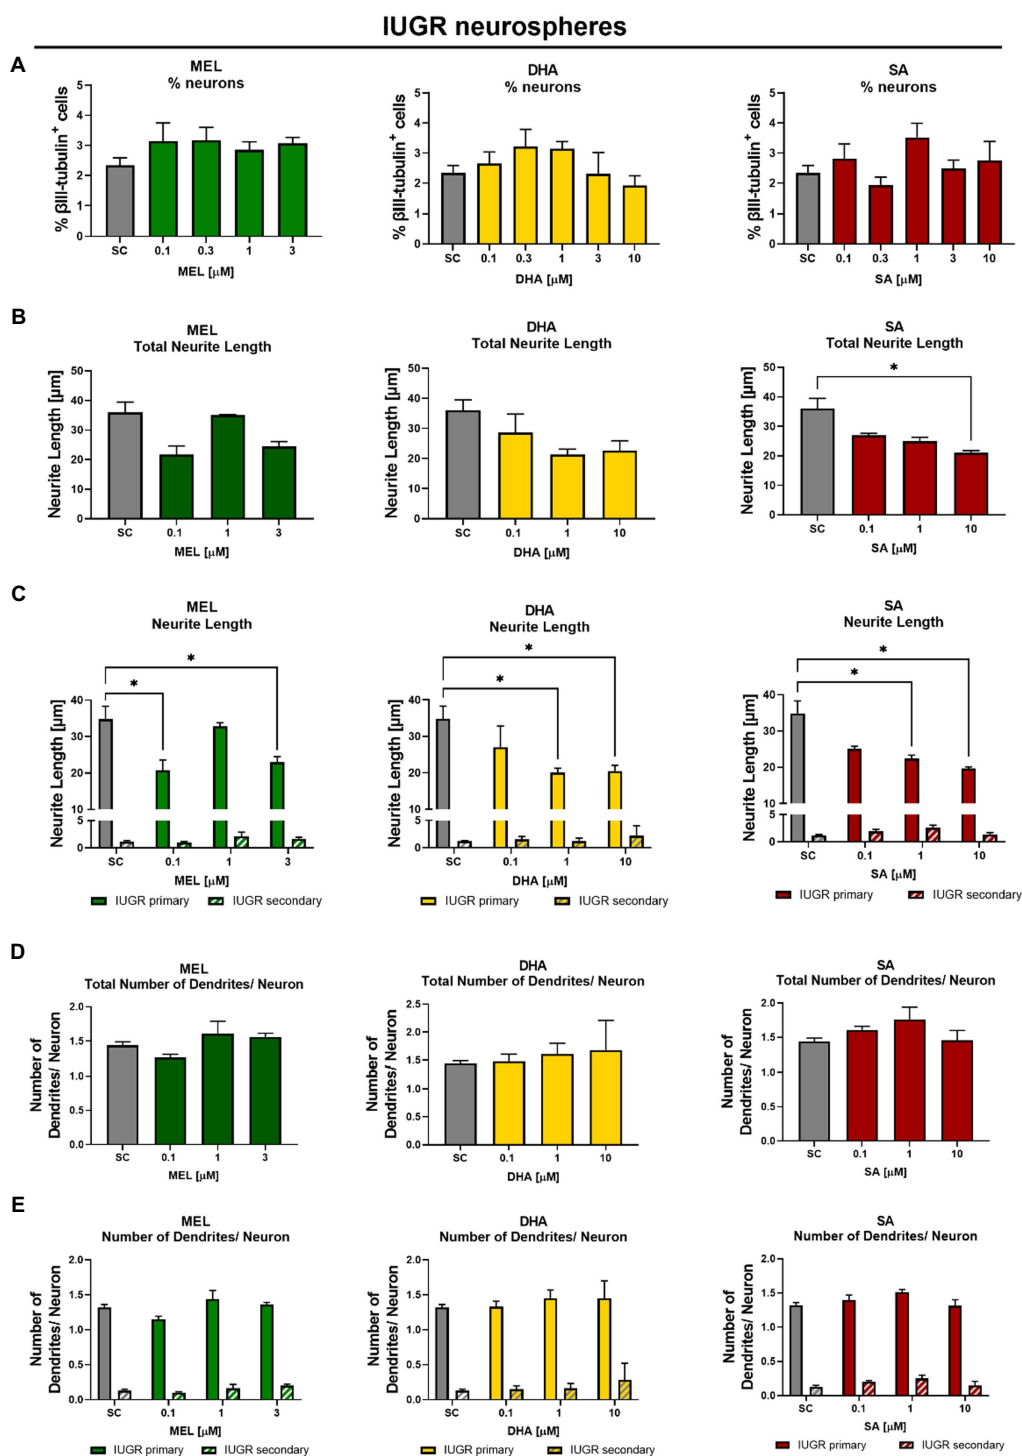 IUGR neurospheres
A
MEL
% neurons
% βIII-tubulin⁺ cells
5
4
3
2
1
0
SC 0.1 0.3 1 3
MEL [µM]
DHA
% neurons
% βIII-tubulin⁺ cells
5
4
3
2
1
0
SC 0.1 0.3 1 3 10
DHA [µM]
SA
% neurons
% βIII-tubulin⁺ cells
5
4
3
2
1
0
SC 0.1 0.3 1 3 10
SA [µM]
B
MEL
Total Neurite Length
Neurite Length [µm]
50
40
30
20
10
0
SC 0.1 1 3
MEL [µM]
DHA
Total Neurite Length
Neurite Length [µm]
50
40
30
20
10
0
SC 0.1 1 10
DHA [µM]
SA
Total Neurite Length
*
Neurite Length [µm]
50
40
30
20
10
0
SC 0.1 1 10
SA [µM]
C
MEL
Neurite Length
*
*
Neurite Length [µm]
40
30
20
10
5
0
SC 0.1 1 3
MEL [µM]
IUGR primary IUGR secondary
DHA
Neurite Length
*
*
Neurite Length [µm]
40
30
20
10
5
0
SC 0.1 1 10
DHA [µM]
IUGR primary IUGR secondary
SA
Neurite Length
*
*
Neurite Length [µm]
40
30
20
10
5
0
SC 0.1 1 10
SA [µM]
IUGR primary IUGR secondary
D
MEL
Total Number of Dendrites/ Neuron
Number of
Dendrites/ Neuron
2.0
1.5
1.0
0.5
0.0
SC 0.1 1 3
MEL [µM]
DHA
Total Number of Dendrites/ Neuron
Number of
Dendrites/ Neuron
2.5
2.0
1.5
1.0
0.5
0.0
SC 0.1 1 10
DHA [µM]
SA
Total Number of Dendrites/ Neuron
Number of
Dendrites/ Neuron
2.0
1.5
1.0
0.5
0.0
SC 0.1 1 10
SA [µM]
E
MEL
Number of Dendrites/ Neuron
Number of
Dendrites/ Neuron
2.0
1.5
1.0
0.5
0.0
SC 0.1 1 3
MEL [µM]
IUGR primary IUGR secondary
DHA
Number of Dendrites/ Neuron
Number of
Dendrites/ Neuron
2.0
1.5
1.0
0.5
0.0
SC 0.1 1 10
DHA [µM]
IUGR primary IUGR secondary
SA
Number of Dendrites/ Neuron
Number of
Dendrites/ Neuron
2.0
1.5
1.0
0.5
0.0
SC 0.1 1 10
SA [µM]
IUGR primary IUGR secondary